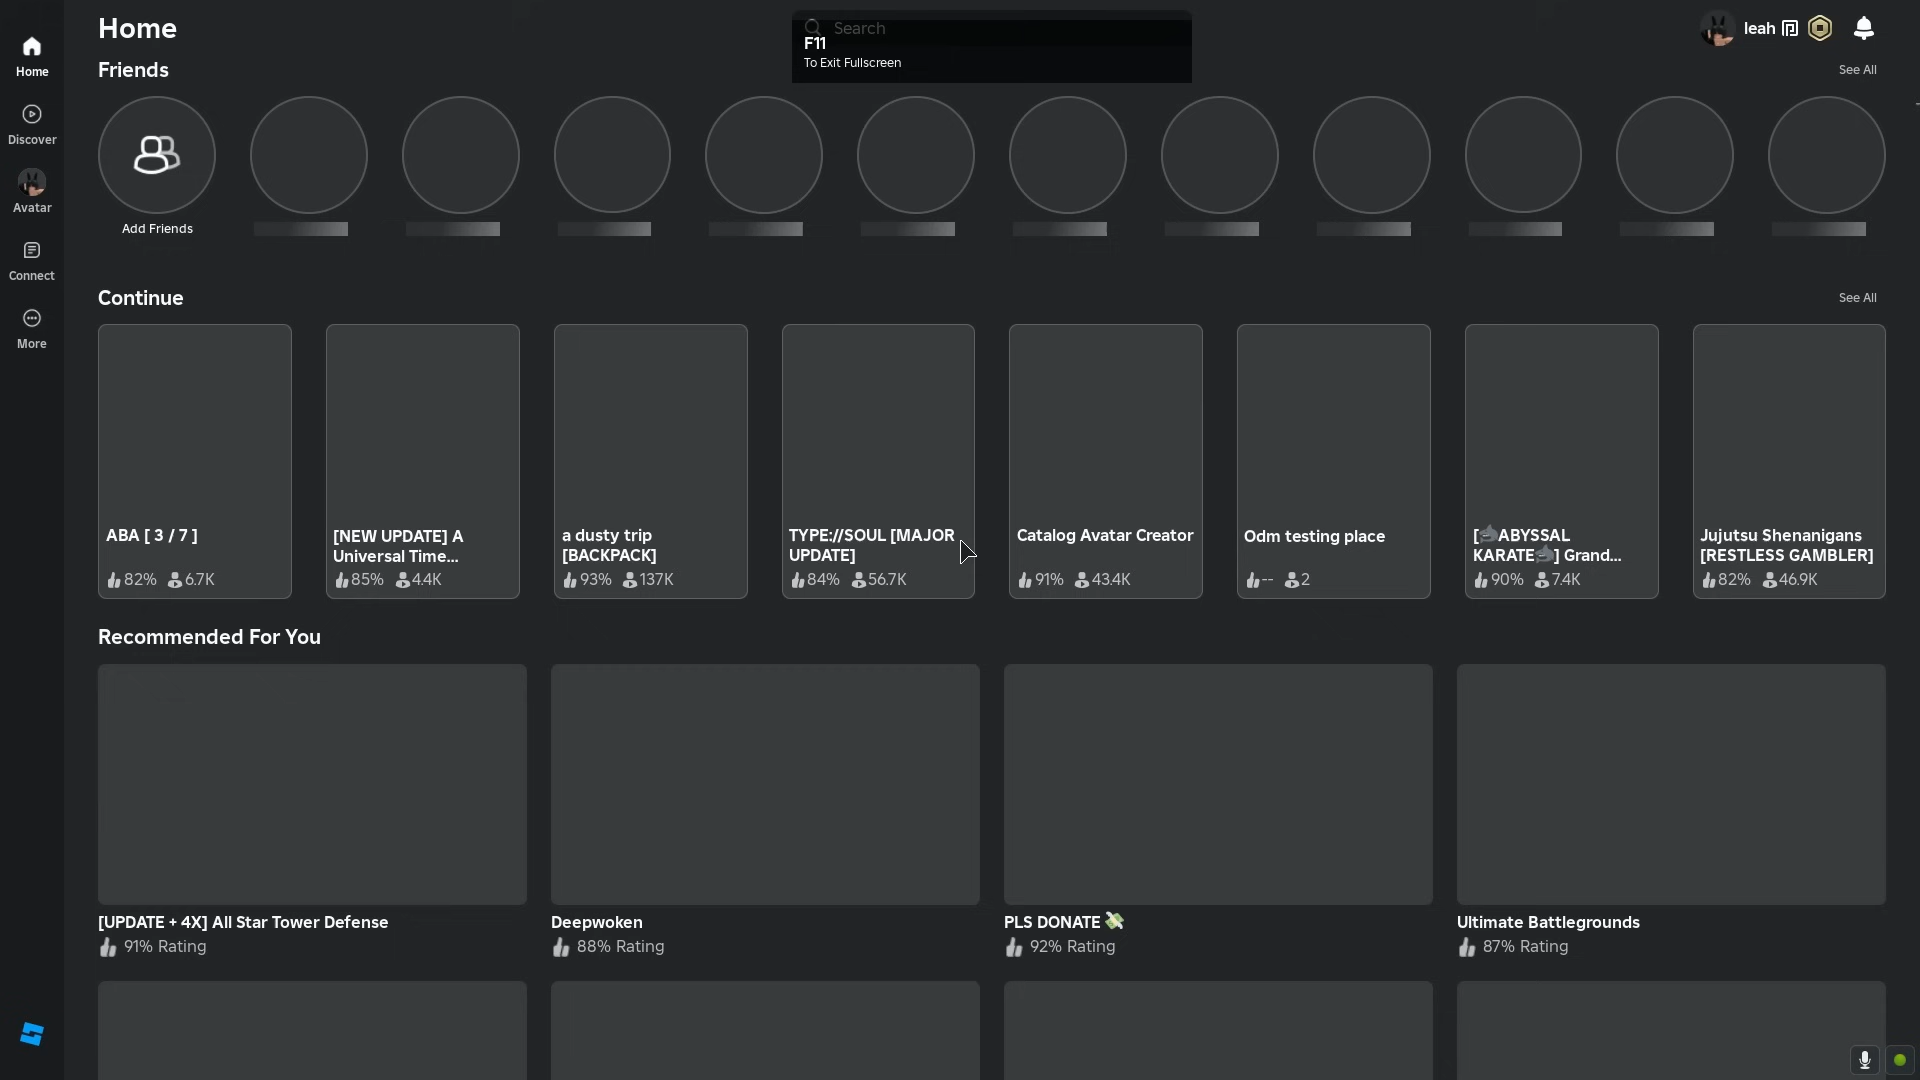 Home
Search
F11
To Exit Fullscreen
leah
Home
Discover
Avatar
Connect
More
Friends
See All
Add Friends
Continue
See All
ABA [ 3 / 7 ]
82% 6.7K
[NEW UPDATE] A
Universal Time...
85% 4.4K
a dusty trip
[BACKPACK]
93% 137K
TYPE://SOUL [MAJOR
UPDATE]
84% 56.7K
Catalog Avatar Creator
91% 43.4K
Odm testing place
-- 2
[🦈ABYSSAL
KARATE🦈] Grand...
90% 7.4K
Jujutsu Shenanigans
[RESTLESS GAMBLER]
82% 46.9K
Recommended For You
[UPDATE + 4X] All Star Tower Defense
91% Rating
Deepwoken
88% Rating
PLS DONATE 💸
92% Rating
Ultimate Battlegrounds
87% Rating